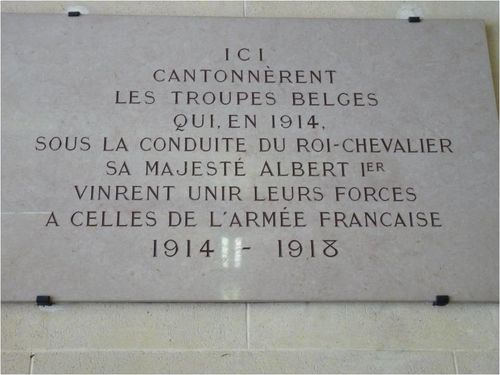 ICI
CANTONNÈRENT
LES TROUPES BELGES
QUI, EN 1914,
SOUS LA CONDUITE DU ROI-CHEVALIER
SA MAJESTÉ ALBERT IER
VINRENT UNIR LEURS FORCES
A CELLES DE L'ARMÉE FRANCAISE
1914 - 1918